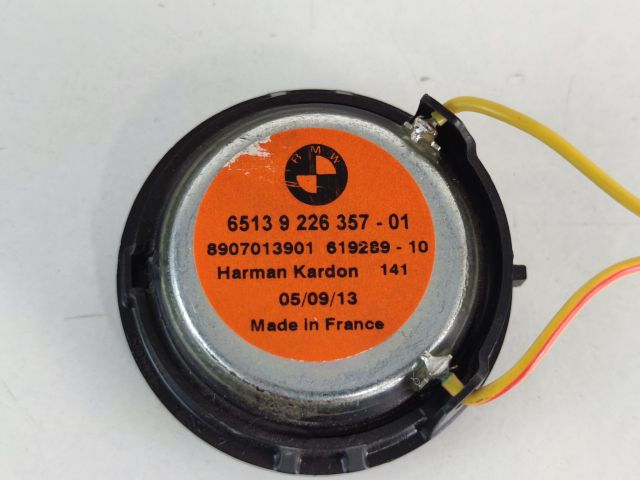 BMW
6513 9 226 357 - 01
8907013901 619289 - 10
Harman Kardon 141
05/09/13
Made in France